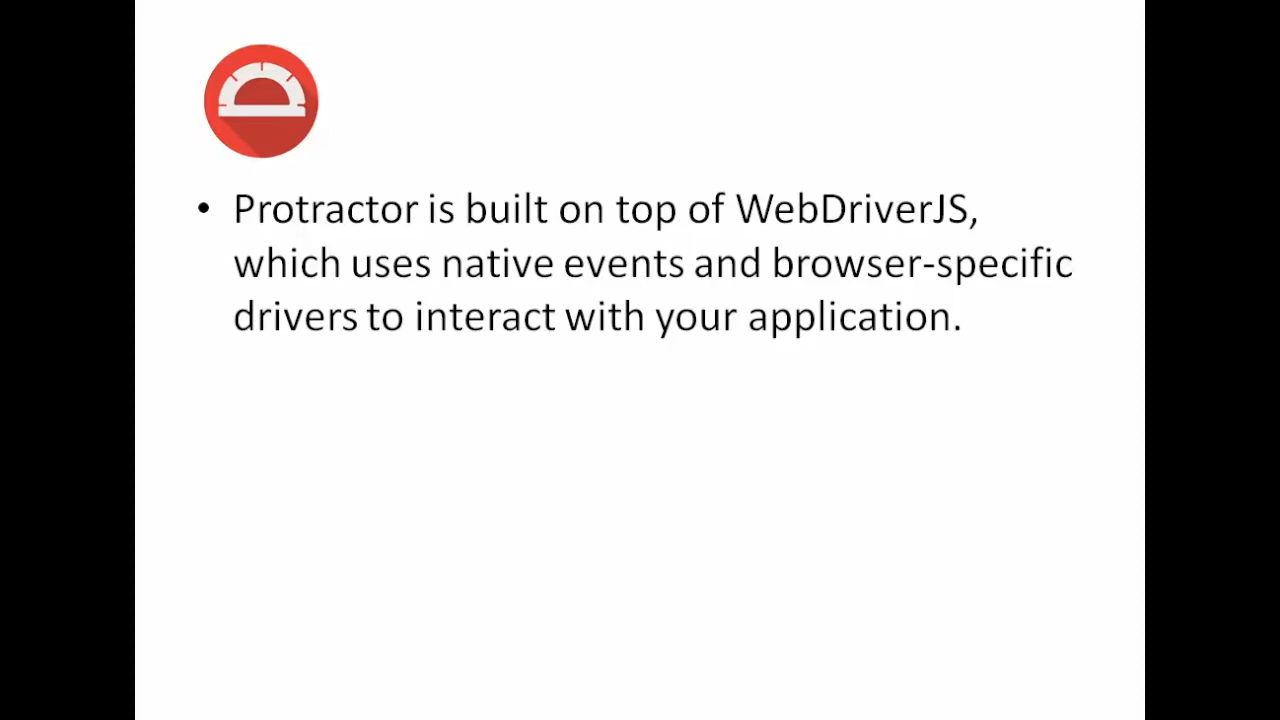 • Protractor is built on top of WebDriverJS,
which uses native events and browser-specific
drivers to interact with your application.